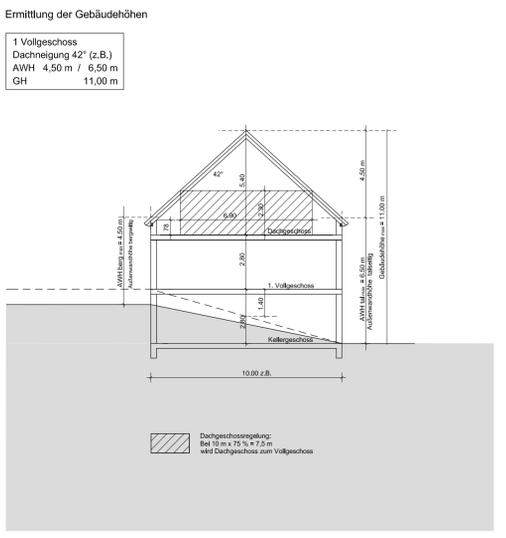 Ermittlung der Gebäudehöhen
1 Vollgeschoss
Dachneigung 42° (z.B.)
AWH 4,50 m / 6,50 m
GH 11,00 m
42°
5.40
4.50 m
6.90
2.30
78
Dachgeschoss
AWH berg max = 4.50 m
Außenwandhöhe bergseitig
Gebäudehöhe max = 11.00 m
2.80
AWH tal max = 6.50 m
Außenwandhöhe talseitig
1. Vollgeschoss
1.40
2.80
Kellergeschoss
10.00 z.B.
Dachgeschossregelung:
Bei 10 m x 75 % = 7,5 m
wird Dachgeschoss zum Vollgeschoss